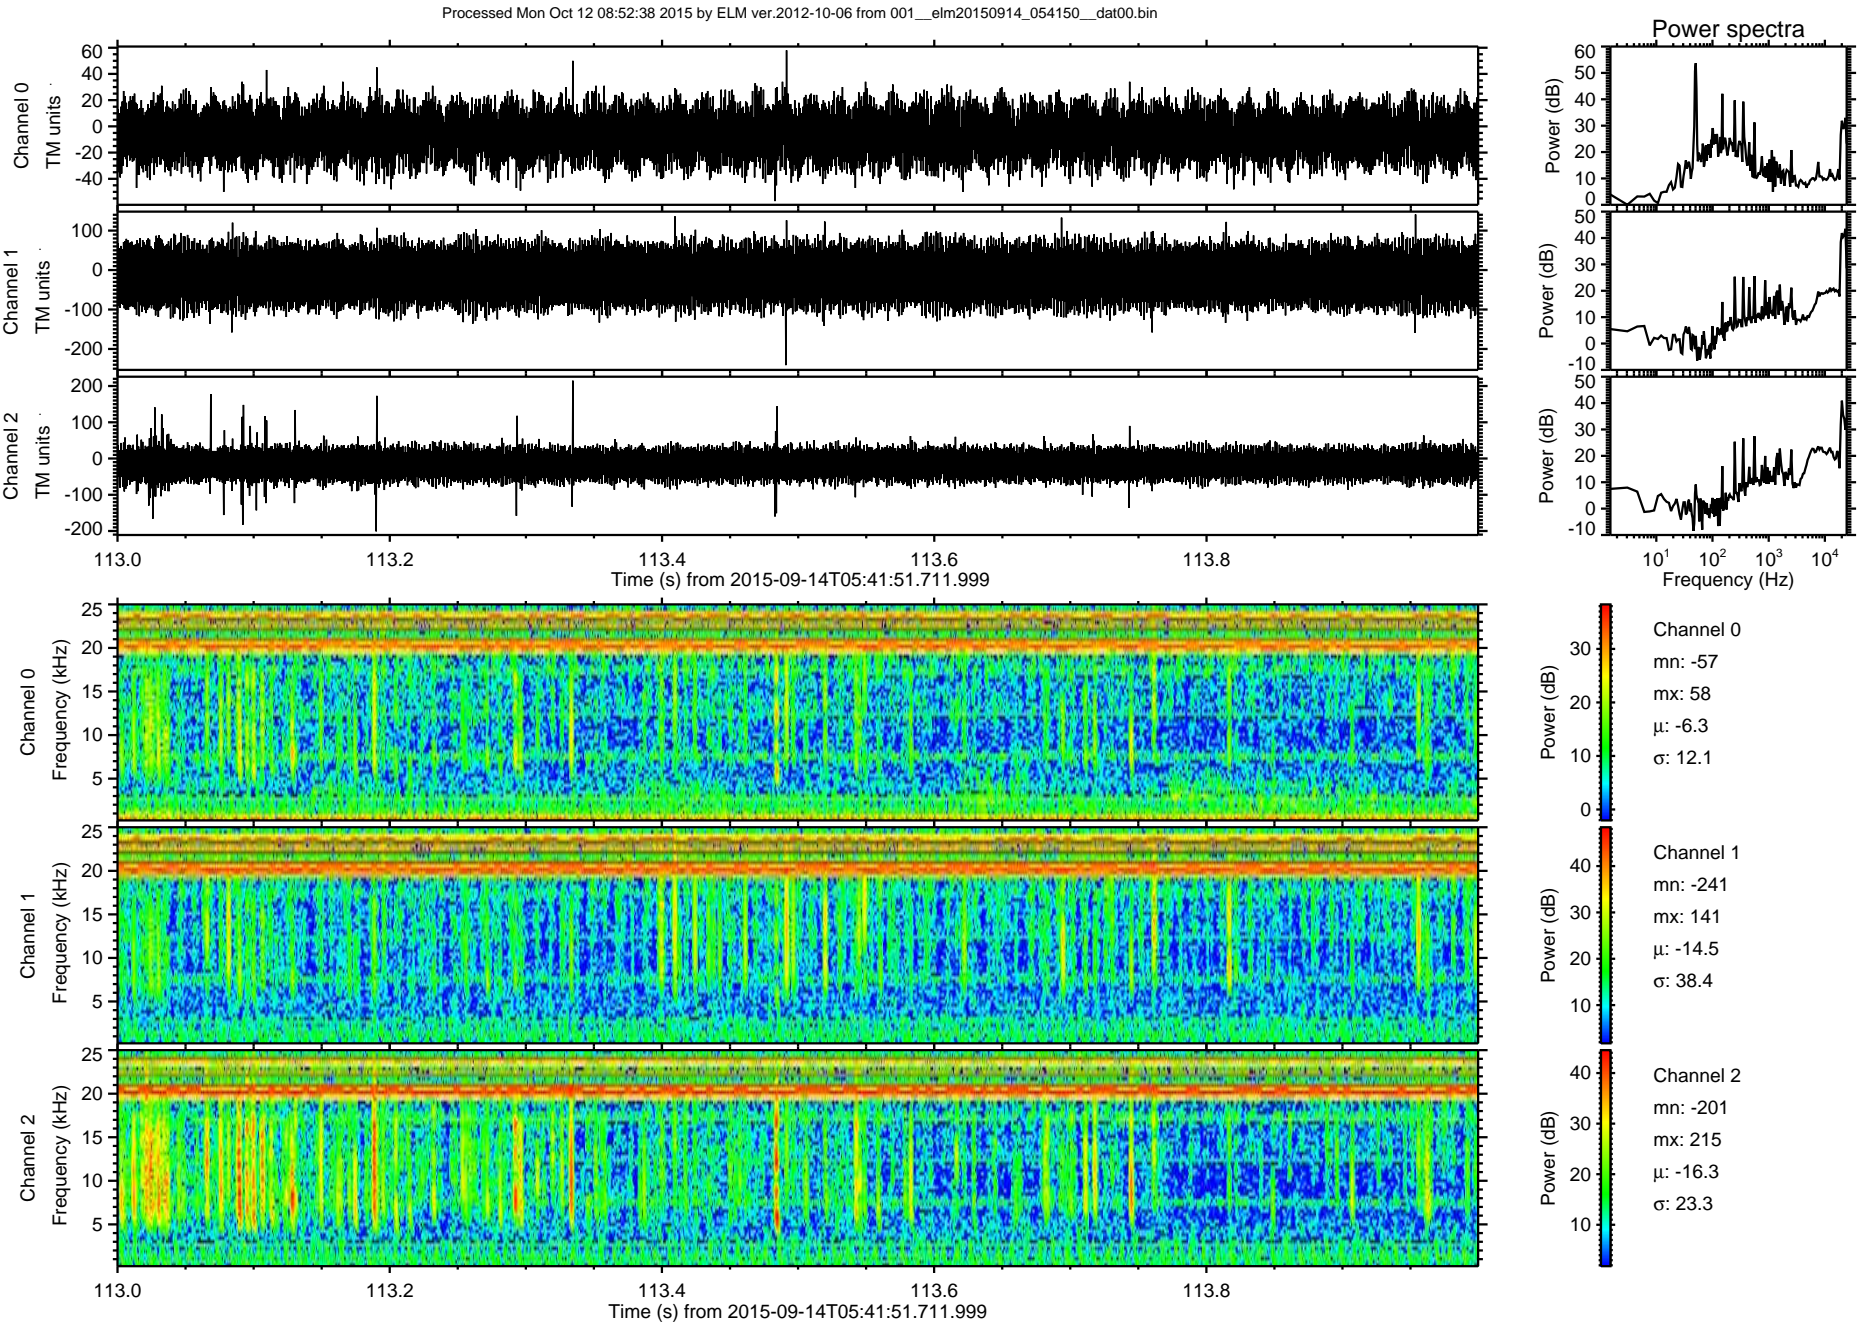 Processed Mon Oct 12 08:52:38 2015 by ELM ver.2012-10-06 from 001__elm20150914_054150__dat00.bin
Power spectra
Channel 0
TM units
60
40
20
0
-20
-40
Power (dB)
60
50
40
30
20
10
0
Channel 1
TM units
100
0
-100
-200
Power (dB)
50
40
30
20
10
0
-10
Channel 2
TM units
200
100
0
-100
-200
Power (dB)
50
40
30
20
10
0
-10
113.0 113.2 113.4 113.6 113.8
Time (s) from 2015-09-14T05:41:51.711.999
10^1 10^2 10^3 10^4
Frequency (Hz)
Channel 0
Frequency (kHz)
25
20
15
10
5
Power (dB)
30
20
10
0
Channel 0
mn: -57
mx: 58
μ: -6.3
σ: 12.1
Channel 1
Frequency (kHz)
25
20
15
10
5
Power (dB)
40
30
20
10
Channel 1
mn: -241
mx: 141
μ: -14.5
σ: 38.4
Channel 2
Frequency (kHz)
25
20
15
10
5
Power (dB)
40
30
20
10
Channel 2
mn: -201
mx: 215
μ: -16.3
σ: 23.3
113.0 113.2 113.4 113.6 113.8
Time (s) from 2015-09-14T05:41:51.711.999